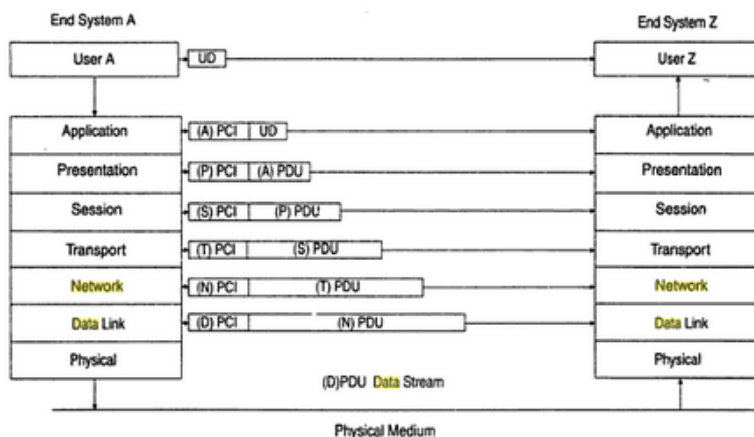 End System A End System Z
User A UD User Z
Application (A) PCI UD Application
Presentation (P) PCI (A) PDU Presentation
Session (S) PCI (P) PDU Session
Transport (T) PCI (S) PDU Transport
Network (N) PCI (T) PDU Network
Data Link (D) PCI (N) PDU Data Link
Physical Physical
(D)PDU Data Stream
Physical Medium